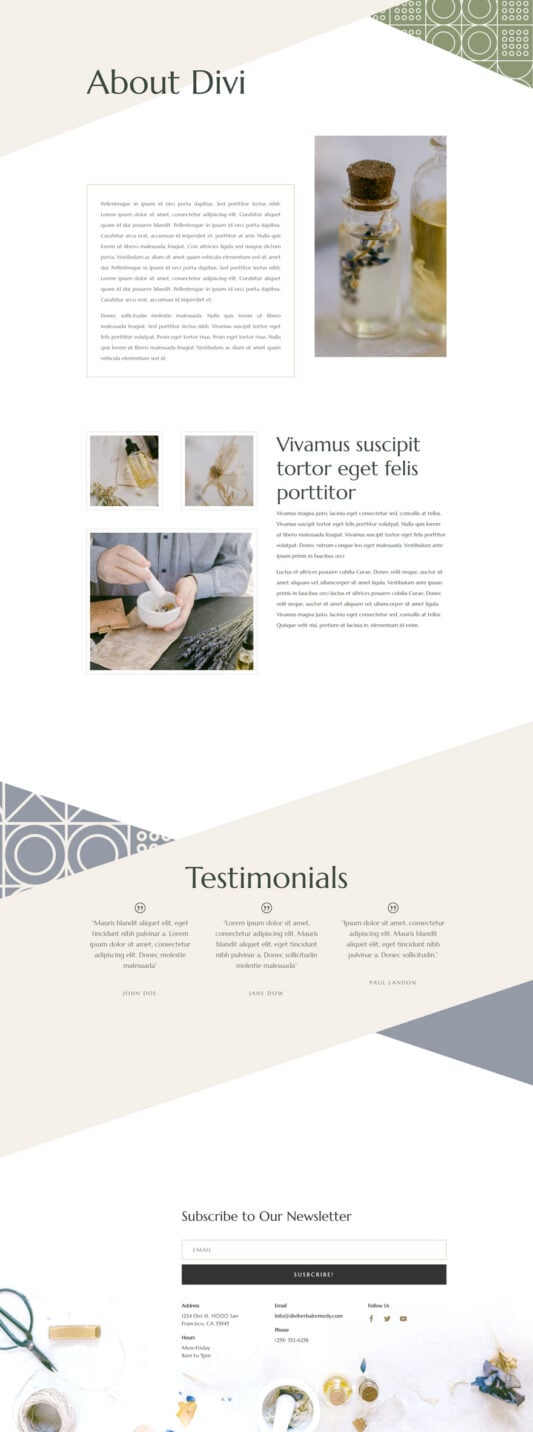 About Divi
Pellentesque in ipsum id orci porta dapibus. Sed porttitor lectus nibh.
Lorem ipsum dolor sit amet, consectetur adipiscing elit. Curabitur aliquet
quam id dui posuere blandit. Pellentesque in ipsum id orci porta dapibus.
Curabitur arcu erat, accumsan id imperdiet et, porttitor at sem. Nulla quis
lorem ut libero malesuada feugiat. Cras ultricies ligula sed magna dictum
porta. Vestibulum ac diam sit amet quam vehicula elementum sed sit amet
dui. Pellentesque in ipsum id orci porta dapibus. Sed porttitor lectus nibh.
Lorem ipsum dolor sit amet, consectetur adipiscing elit. Curabitur aliquet
quam id dui posuere blandit. Pellentesque in ipsum id orci porta dapibus.
Curabitur arcu erat, accumsan id imperdiet et.
Donec sollicitudin molestie malesuada. Nulla quis lorem ut libero
malesuada feugiat. Sed porttitor lectus nibh. Vivamus suscipit tortor eget
felis porttitor volutpat. Proin eget tortor risus. Proin eget tortor risus. Nulla
quis lorem ut libero malesuada feugiat. Vestibulum ac diam sit amet quam
vehicula elementum sed sit
Vivamus suscipit
tortor eget felis
porttitor
Vivamus magna justo, lacinia eget consectetur sed, convallis at tellus.
Vivamus suscipit tortor eget felis porttitor volutpat. Nulla quis lorem
ut libero malesuada feugiat. Vivamus suscipit tortor eget felis porttitor
volutpat. Donec rutrum congue leo eget malesuada. Vestibulum ante
ipsum primis in faucibus orci
Luctus et ultrices posuere cubilia Curae; Donec velit neque, auctor sit
amet aliquam vel, ullamcorper sit amet ligula. Vestibulum ante ipsum
primis in faucibus orci luctus et ultrices posuere cubilia Curae; Donec
velit neque, auctor sit amet aliquam vel, ullamcorper sit amet ligula.
Vivamus magna justo, lacinia eget consectetur sed, convallis at tellus.
Quisque velit nisi, pretium ut lacinia in, elementum id enim.
Testimonials
"Mauris blandit aliquet elit, eget
tincidunt nibh pulvinar a. Lorem
ipsum dolor sit amet, consectetur
adipiscing elit. Donec molestie
malesuada"
JOHN DOE
"Lorem ipsum dolor sit amet,
consectetur adipiscing elit. Mauris
blandit aliquet elit, eget tincidunt
nibh pulvinar a. Donec sollicitudin
molestie malesuada"
JANE DOW
"Ipsum dolor sit amet, consectetur
adipiscing elit. Mauris blandit
aliquet elit, eget tincidunt nibh
pulvinar a. Donec sollicitudin."
PAUL LANDON
Subscribe to Our Newsletter
EMAIL
SUSBCRIBE!
Address
1234 Divi St. #1000 San
Francisco, CA 33945
Hours
Mon-Friday
8am to 5pm
Email
info@diviherbalremedy.com
Phone
(255) 352-6258
Follow Us